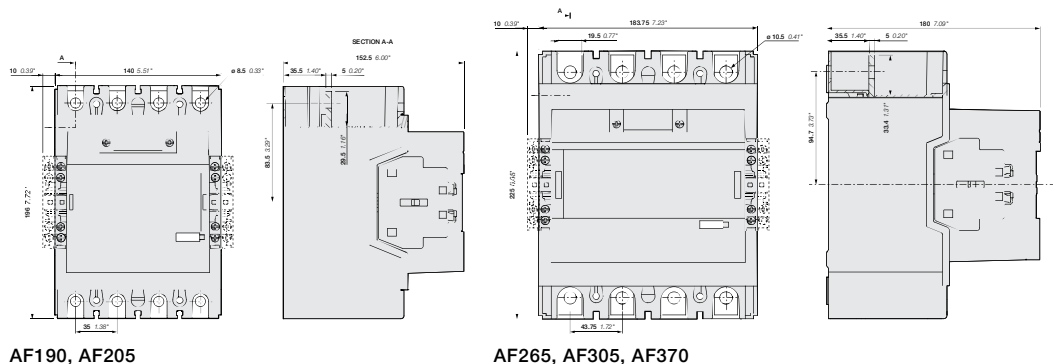 A
10 0.39"
183.75 7.23"
180 7.09"
19.5 0.77"
ø 10.5 0.41"
35.5 1.40"
5 0.20"
SECTION A-A
152.5 6.00"
A
10 0.39"
140 5.51"
ø 8.5 0.33"
35.5 1.40"
5 0.20"
83.5 3.29"
29.5 1.16"
94.7 3.73"
33.4 1.31"
196 7.72"
225
35 1.38"
43.75 1.72"
AF190, AF205
AF265, AF305, AF370